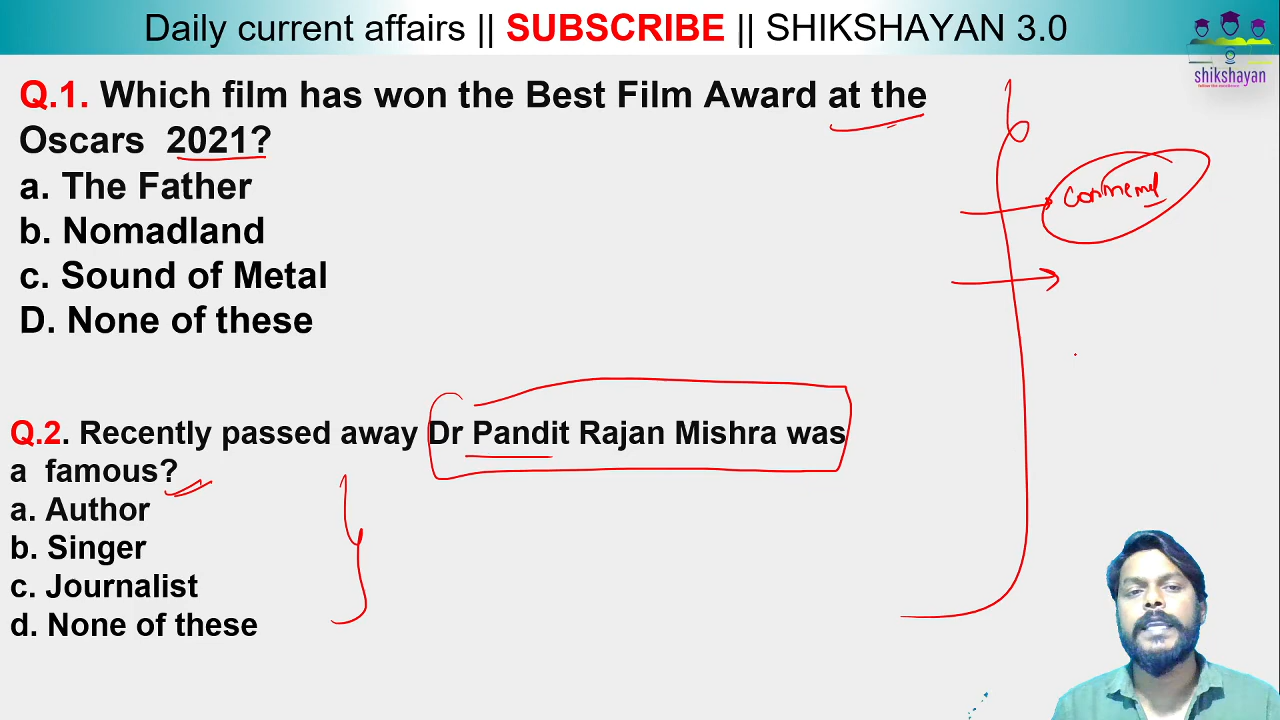 Daily current affairs || SUBSCRIBE || SHIKSHAYAN 3.0
shikshayan
Q.1. Which film has won the Best Film Award at the
Oscars 2021?
a. The Father
b. Nomadland
c. Sound of Metal
D. None of these
Q.2. Recently passed away Dr Pandit Rajan Mishra was
a famous?
a. Author
b. Singer
c. Journalist
d. None of these